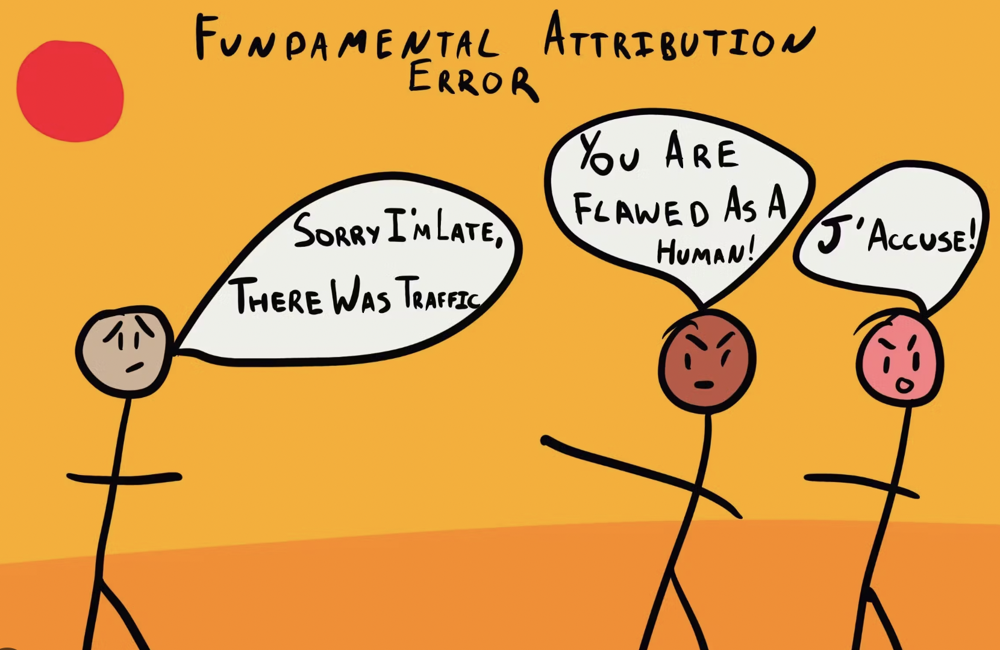 Fundamental Attribution
Error
Sorry I'm Late,
There Was Traffic
You Are
Flawed As A
Human!
J'Accuse!